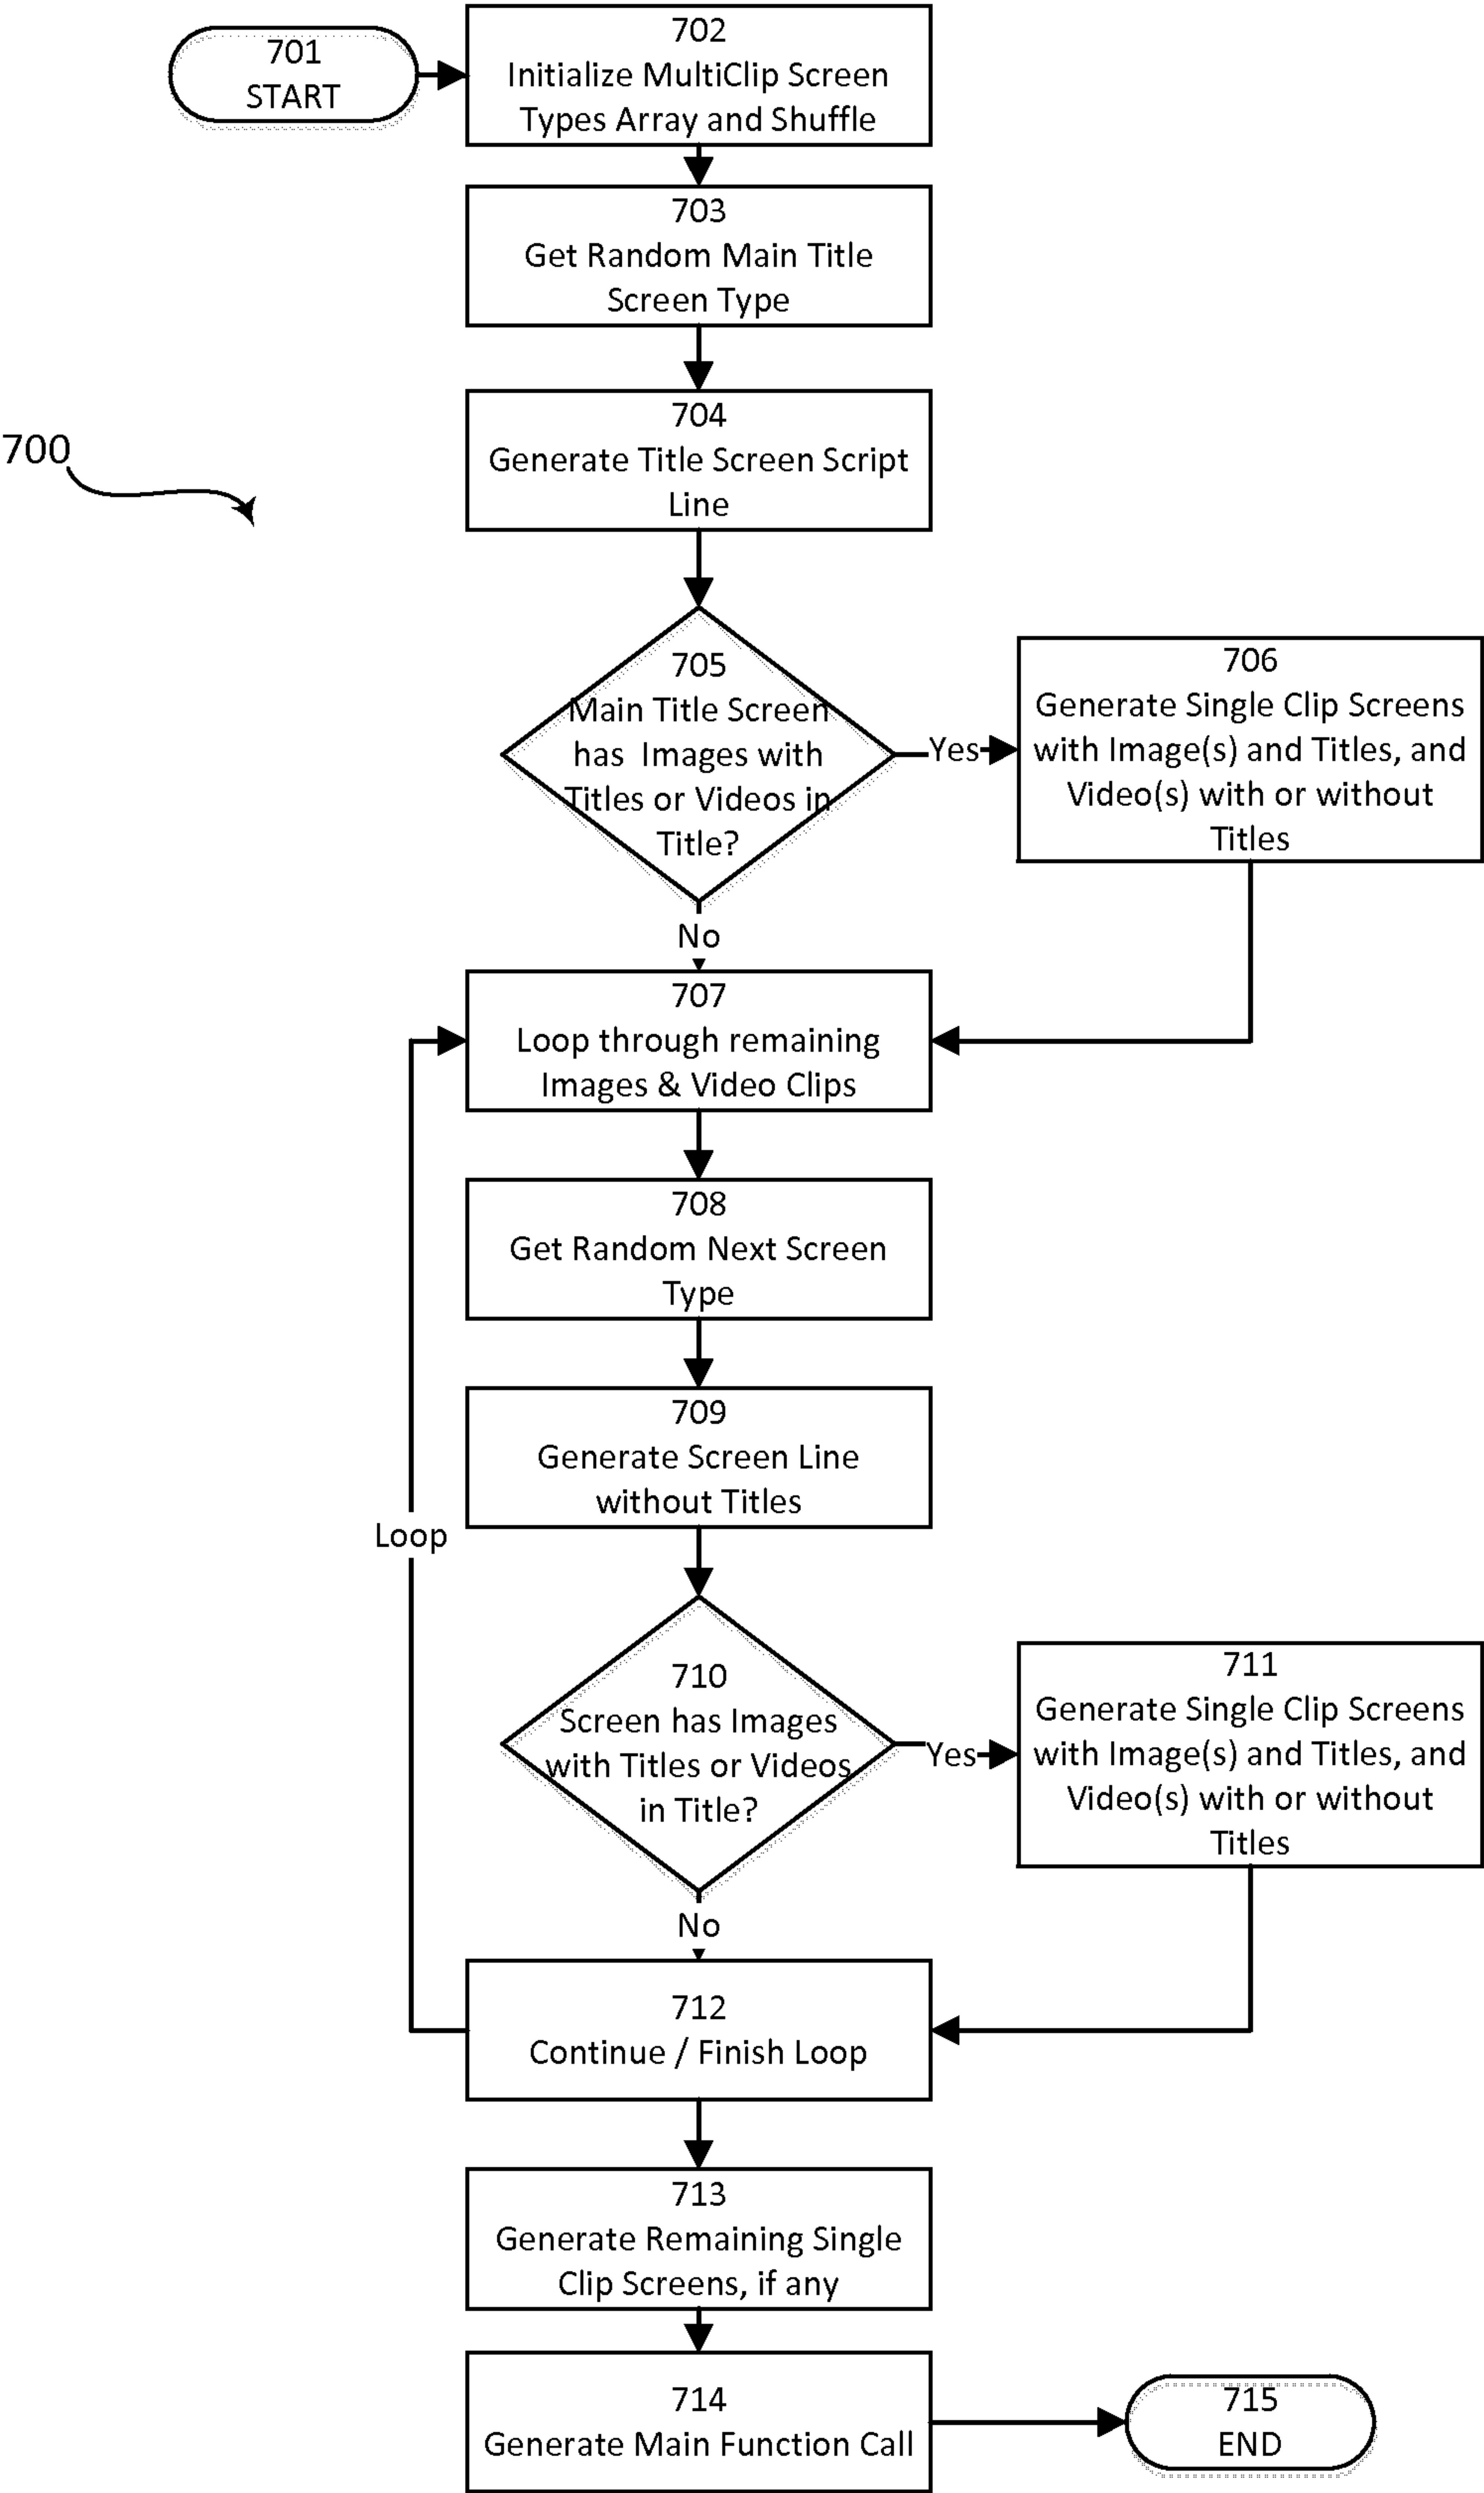 701
START
702
Initialize MultiClip Screen
Types Array and Shuffle
703
Get Random Main Title
Screen Type
700
704
Generate Title Screen Script
Line
705
Main Title Screen
has Images with
Titles or Videos in
Title?
Yes
706
Generate Single Clip Screens
with Image(s) and Titles, and
Video(s) with or without
Titles
No
707
Loop through remaining
Images & Video Clips
708
Get Random Next Screen
Type
709
Generate Screen Line
without Titles
Loop
710
Screen has Images
with Titles or Videos
in Title?
Yes
711
Generate Single Clip Screens
with Image(s) and Titles, and
Video(s) with or without
Titles
No
712
Continue / Finish Loop
713
Generate Remaining Single
Clip Screens, if any
714
Generate Main Function Call
715
END